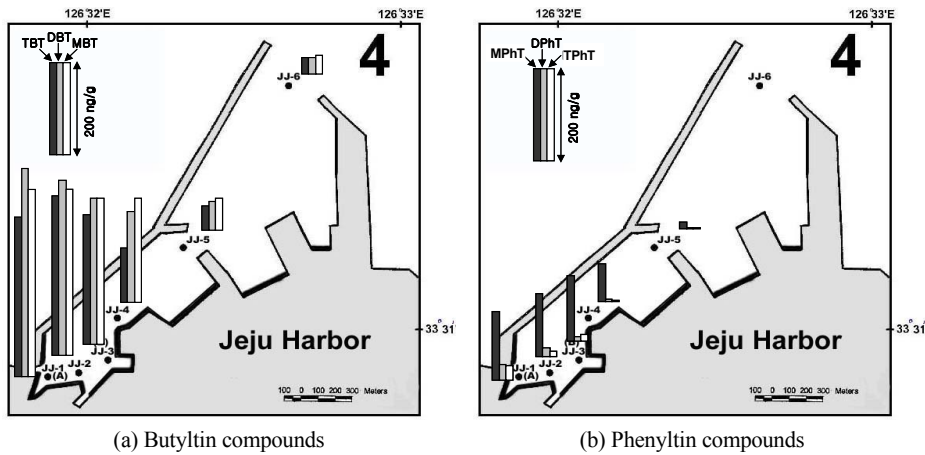 126°32' 126°33'
TBT DBT MBT
200 ng/g
4
JJ-6
JJ-5
JJ-4
JJ-3
JJ-1 JJ-2
(A)
Jeju Harbor
33°31'
100 0 100 200 300 Meters
(a) Butyltin compounds
126°32' 126°33'
MPhT DPhT TPhT
200 ng/g
4
JJ-6
JJ-5
JJ-4
(B)
JJ-3
JJ-1 JJ-2
(A)
Jeju Harbor
33°31'
100 0 100 200 300 Meters
(b) Phenyltin compounds